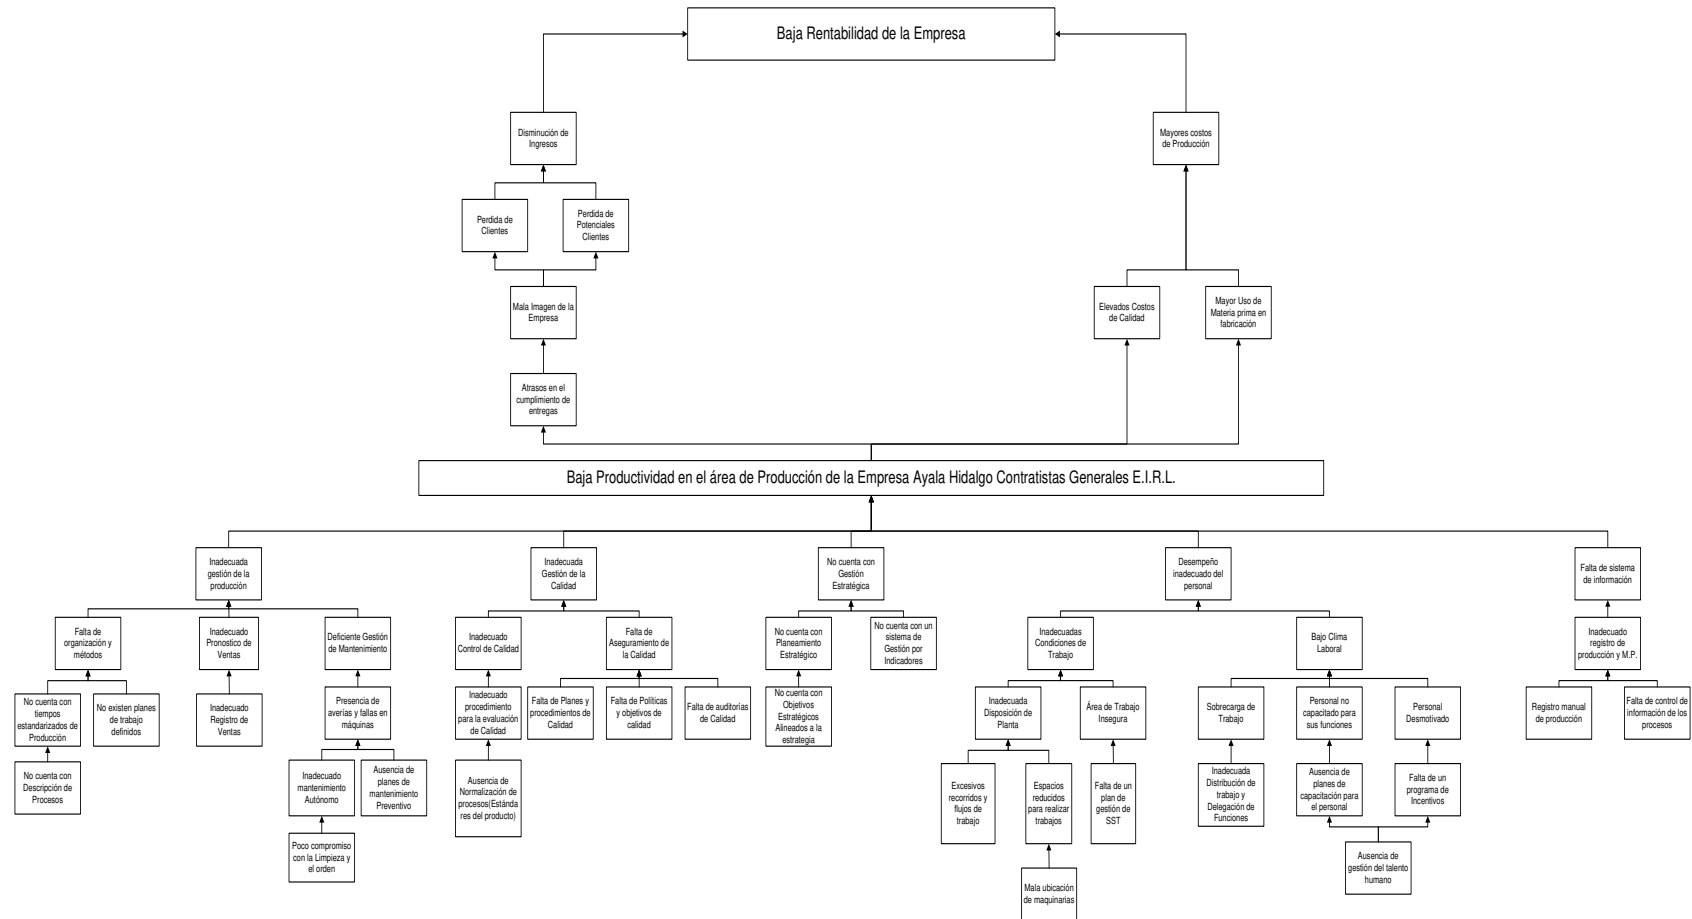 Baja Rentabilidad de la Empresa
Disminución de
Ingresos
Mayores costos
de Producción
Perdida de
Clientes
Perdida de
Potenciales
Clientes
Mala Imagen de la
Empresa
Elevados Costos
de Calidad
Mayor Uso de
Materia prima en
fabricación
Atrasos en el
cumplimiento de
entregas
Baja Productividad en el área de Producción de la Empresa Ayala Hidalgo Contratistas Generales E.I.R.L.
Inadecuada
gestión de la
producción
Inadecuada
Gestión de la
Calidad
No cuenta con
Gestión
Estratégica
Desempeño
inadecuado del
personal
Falta de sistema
de información
Falta de
organización y
métodos
Inadecuado
Pronostico de
Ventas
Deficiente Gestión
de Mantenimiento
Inadecuado
Control de Calidad
Falta de
Aseguramiento de
la Calidad
No cuenta con
Planeamiento
Estratégico
No cuenta con un
sistema de
Gestión por
Indicadores
Inadecuadas
Condiciones de
Trabajo
Bajo Clima
Laboral
Inadecuado
registro de
producción y M.P.
No cuenta con
tiempos
estandarizados de
Producción
No existen planes
de trabajo
definidos
Inadecuado
Registro de
Ventas
Presencia de
averías y fallas en
máquinas
Inadecuado
procedimiento
para la evaluación
de Calidad
Falta de Planes y
procedimientos de
Calidad
Falta de Políticas
y objetivos de
calidad
Falta de auditorías
de Calidad
No cuenta con
Objetivos
Estratégicos
Alineados a la
estrategia
Inadecuada
Disposición de
Planta
Área de Trabajo
Insegura
Sobrecarga de
Trabajo
Personal no
capacitado para
sus funciones
Personal
Desmotivado
Registro manual
de producción
Falta de control de
información de los
procesos
No cuenta con
Descripción de
Procesos
Inadecuado
mantenimiento
Autónomo
Ausencia de
planes de
mantenimiento
Preventivo
Ausencia de
Normalización de
procesos(Estánda
res del producto)
Excesivos
recorridos y
flujos de
trabajo
Espacios
reducidos
para realizar
trabajos
Falta de un
plan de
gestión de
SST
Inadecuada
Distribución de
trabajo y
Delegación de
Funciones
Ausencia de
planes de
capacitación para
el personal
Falta de un
programa de
Incentivos
Poco compromiso
con la Limpieza y
el orden
Mala ubicación
de maquinarias
Ausencia de
gestión del talento
humano